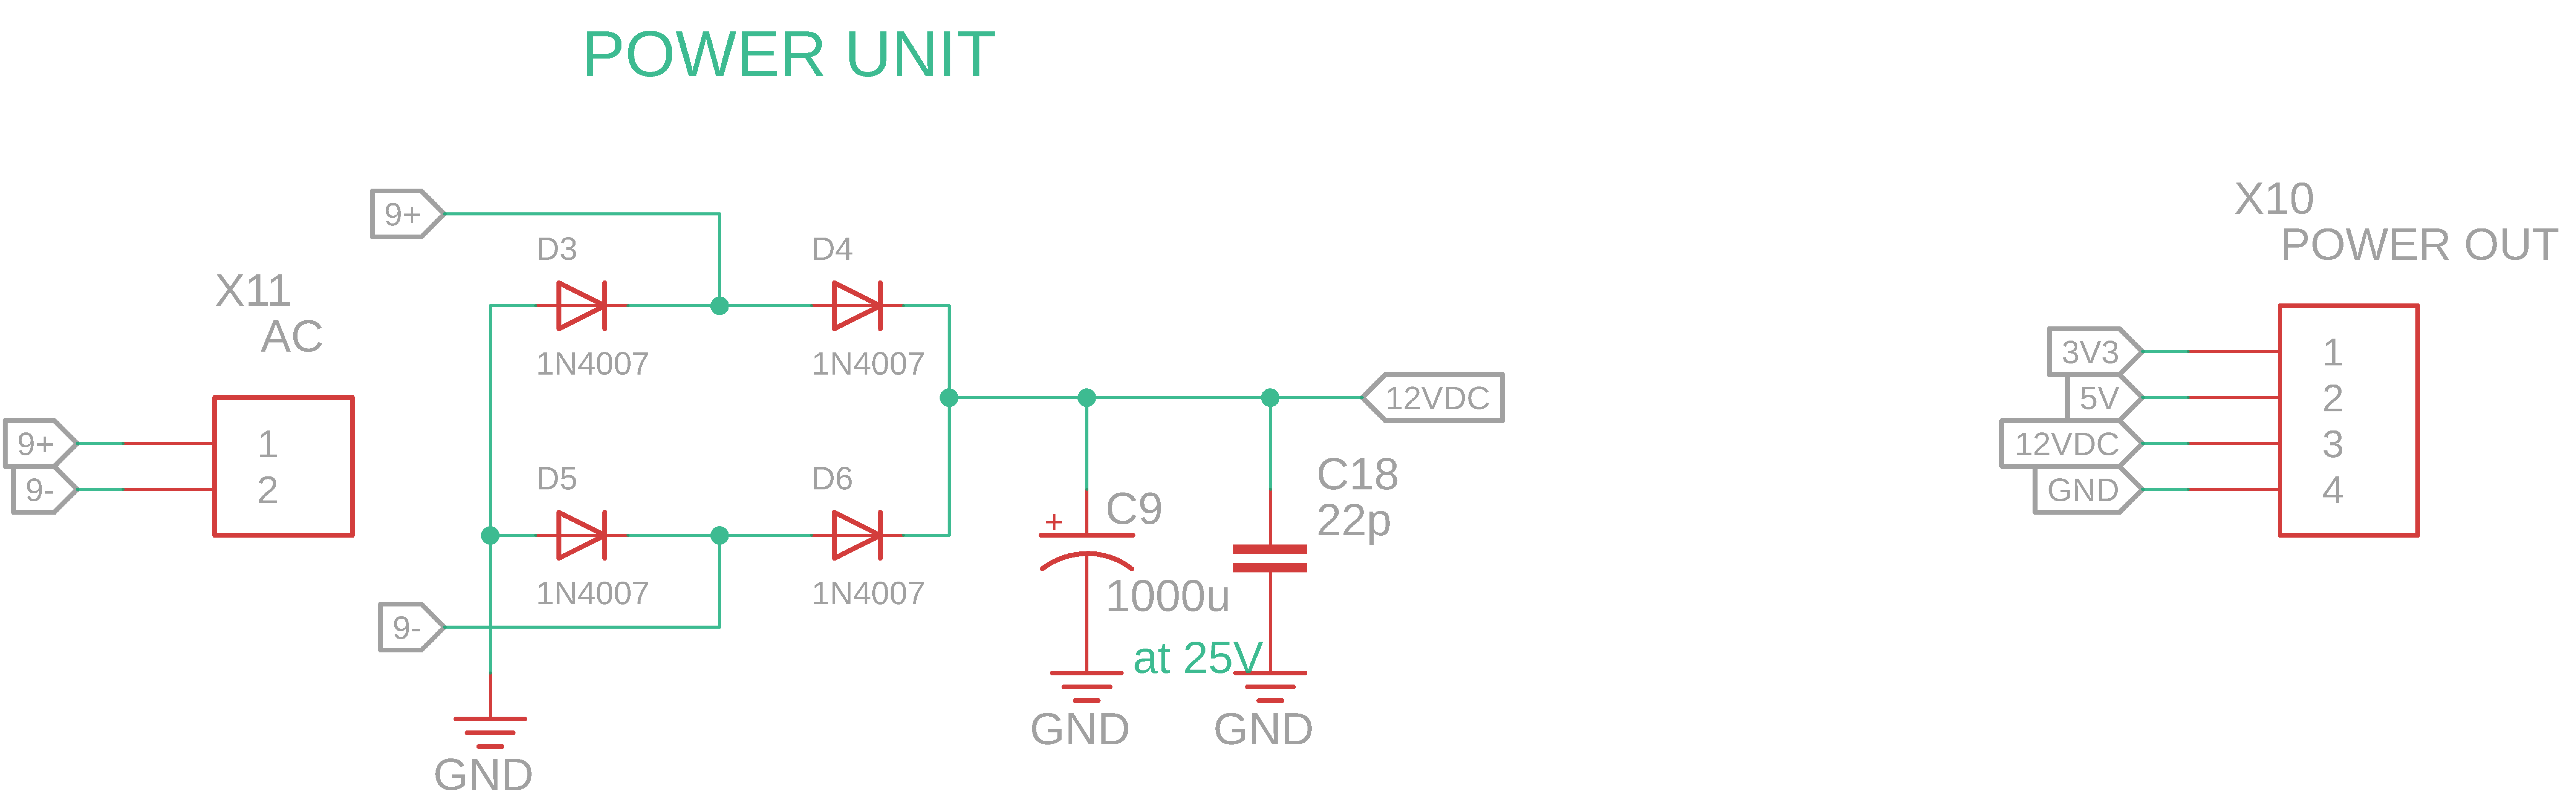 POWER UNIT
X11
AC
9+
9-
1
2
9+
D3
1N4007
D4
1N4007
D5
1N4007
D6
1N4007
9-
GND
12VDC
+
C9
1000u
at 25V
GND
C18
22p
GND
X10
POWER OUT
3V3
5V
12VDC
GND
1
2
3
4